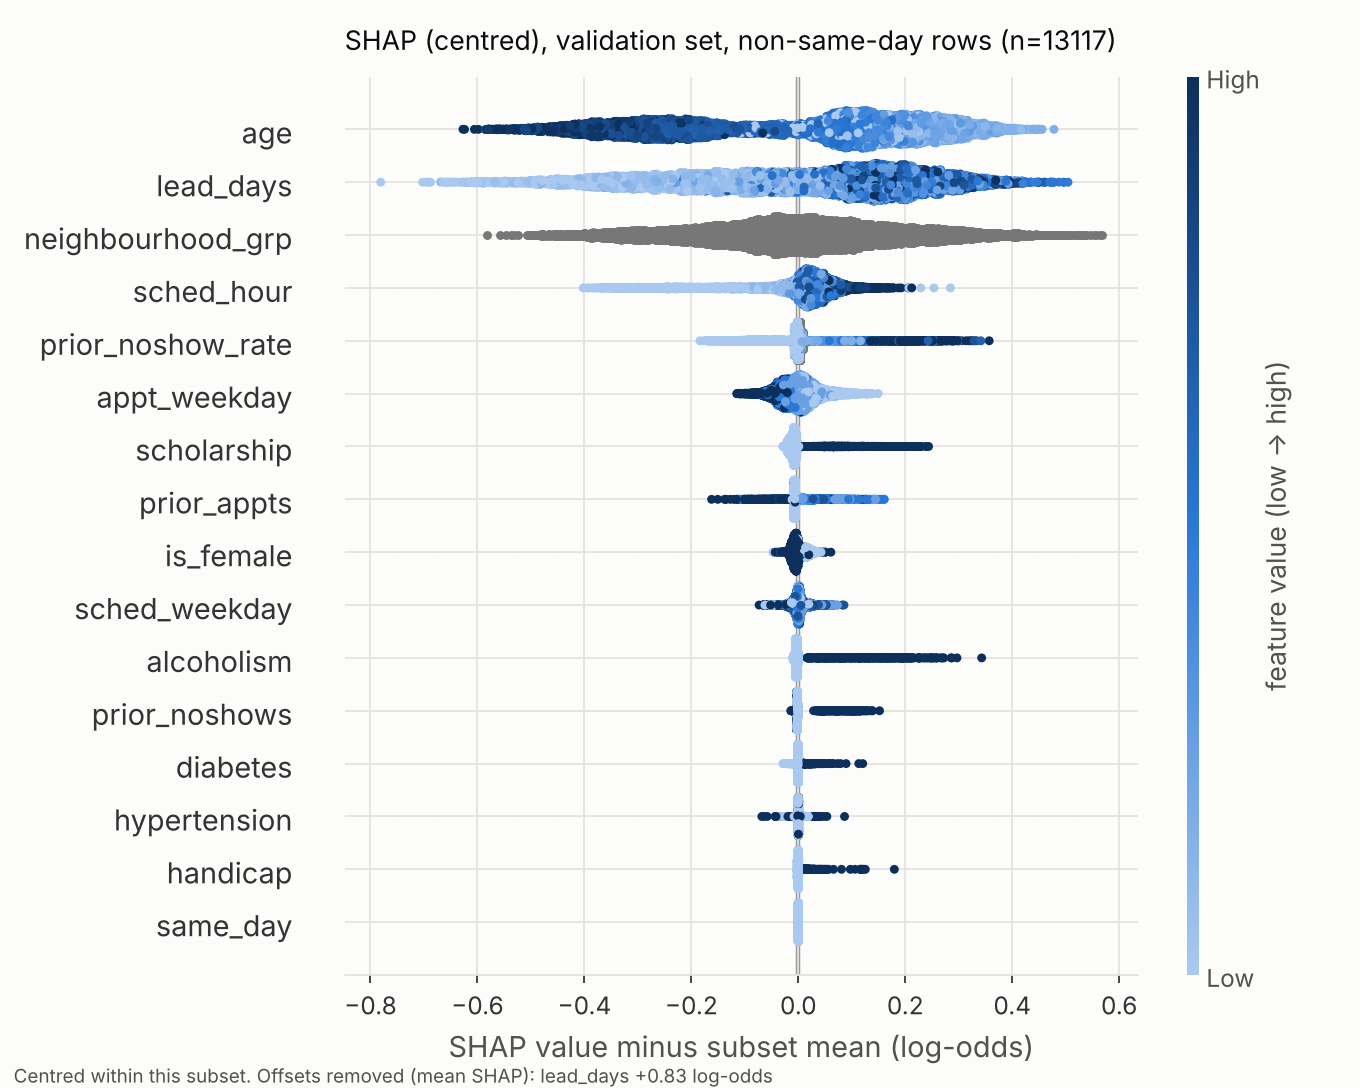 SHAP (centred), validation set, non-same-day rows (n=13117)
High
age
lead_days
neighbourhood_grp
sched_hour
prior_noshow_rate
appt_weekday
scholarship
prior_appts
is_female
sched_weekday
alcoholism
prior_noshows
diabetes
hypertension
handicap
same_day
feature value (low → high)
Low
−0.8 −0.6 −0.4 −0.2 0.0 0.2 0.4 0.6
SHAP value minus subset mean (log-odds)
Centred within this subset. Offsets removed (mean SHAP): lead_days +0.83 log-odds